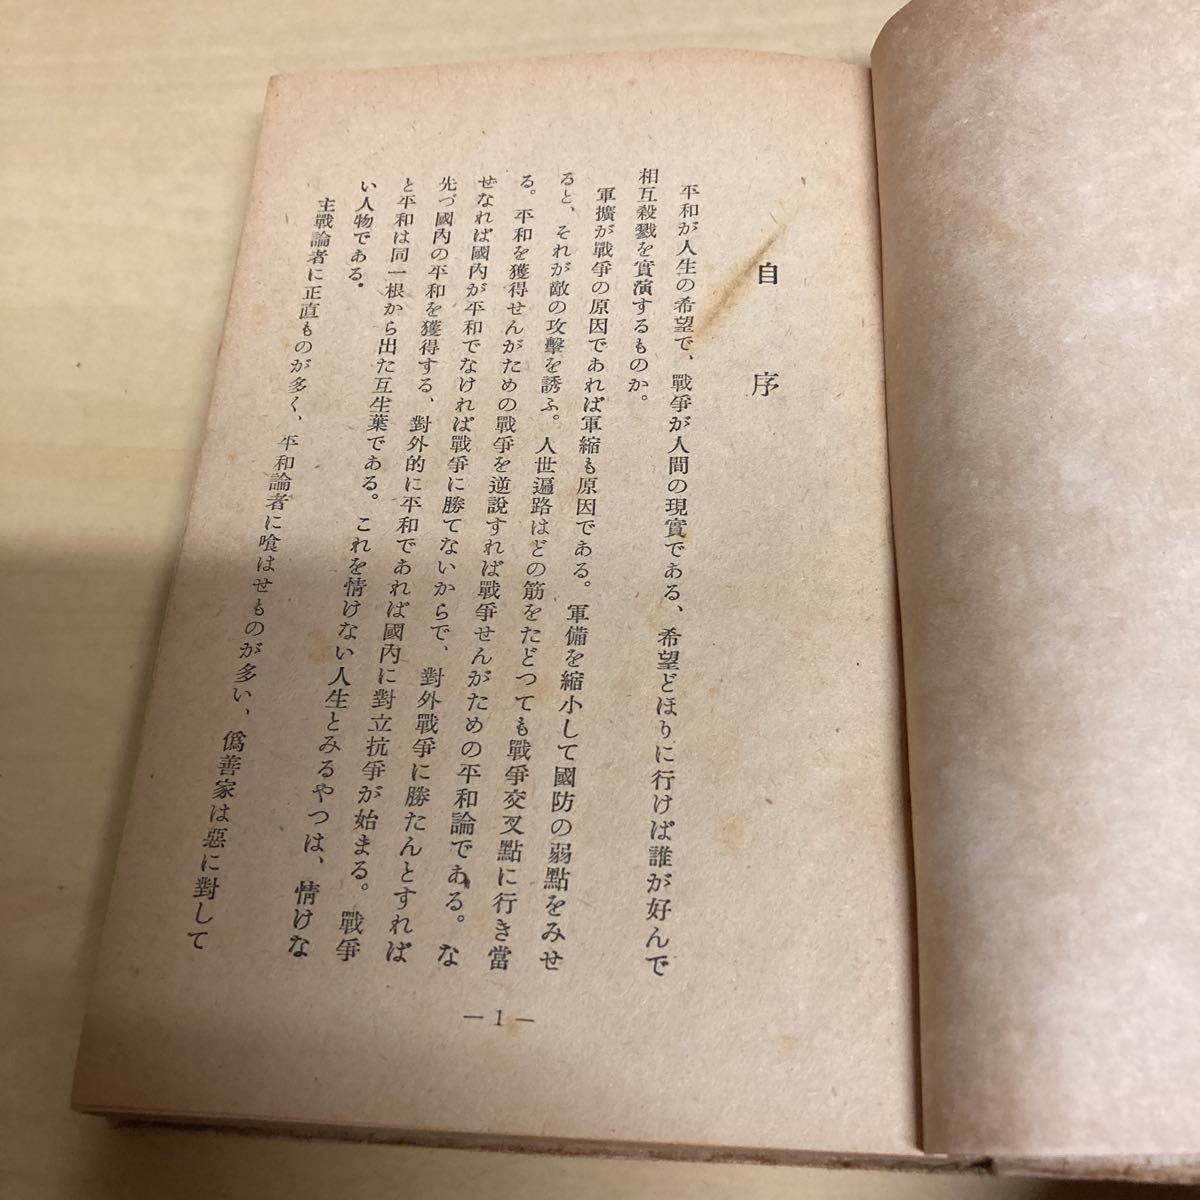 自序
平和が人生の希望で、戰爭が人間の現實である、希望どほりに行けば誰が好んで
相互殺戮を實演するものか。
軍擴が戰爭の原因であれば軍縮も原因である。軍備を縮小して國防の弱點をみせ
ると、それが敵の攻擊を誘ふ。人世遍路はどの筋をたどつても戰爭交叉點に行き當
る。平和を獲得せんがための戰爭を逆說すれば戰爭せんがための平和論である。な
ぜなれば國內が平和でなければ戰爭に勝てないからで、對外戰爭に勝たんとすれば
先づ國內の平和を獲得する、對外的に平和であれば國內に對立抗爭が始まる。戰爭
と平和は同一根から出た互生葉である。これを情けない人生とみるやつは、情けな
い人物である。
主戰論者に正直ものが多く、平和論者に喰はせものが多い、僞善家は惡に對して
— 1 —